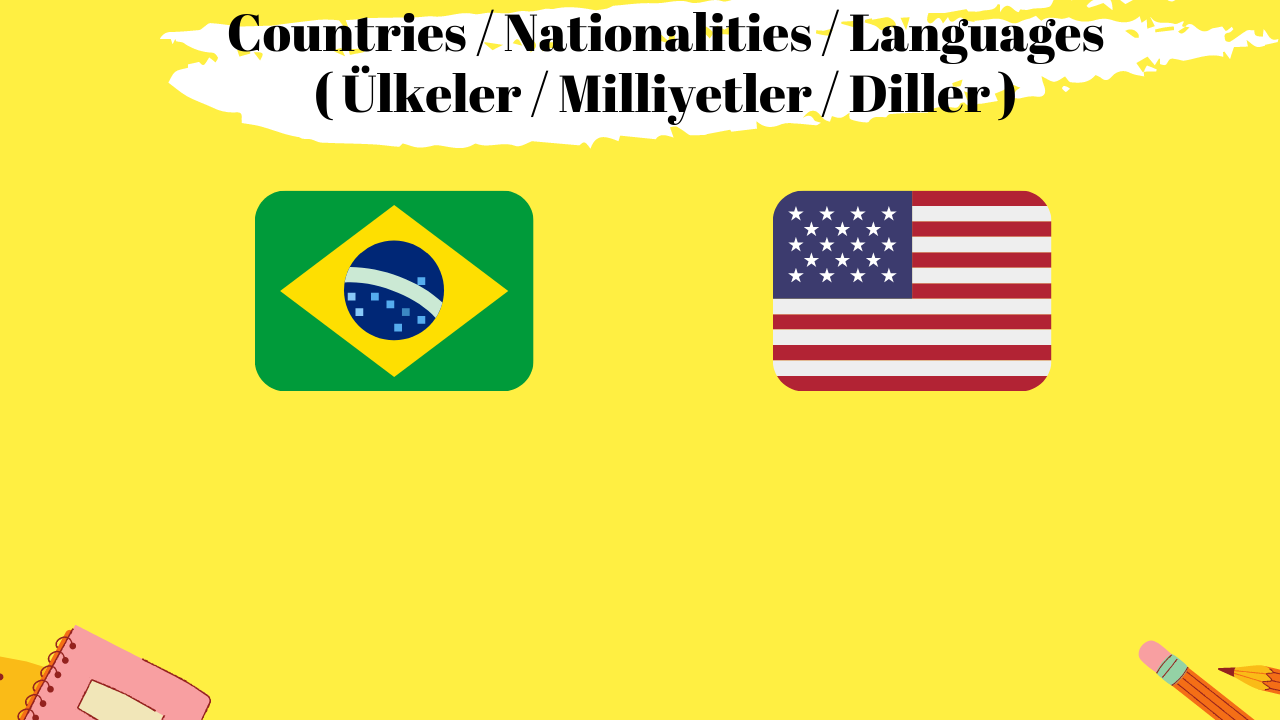 Countries / Nationalities / Languages
( Ülkeler / Milliyetler / Diller )